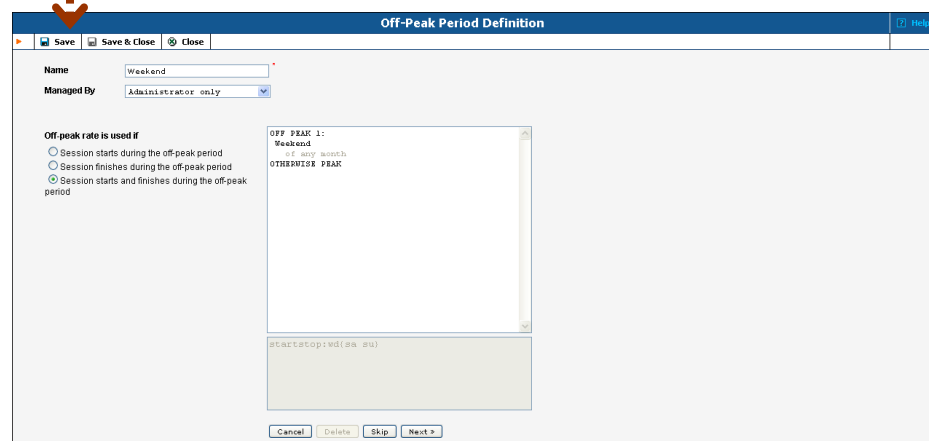 Off-Peak Period Definition
? Help
Save Save & Close Close
Name Weekend *
Managed By Administrator only
Off-peak rate is used if
Session starts during the off-peak period
Session finishes during the off-peak period
Session starts and finishes during the off-peak
period
OFF PEAK 1:
Weekend
of any month
OTHERWISE PEAK
startstop:wd(sa su)
Cancel Delete Skip Next »